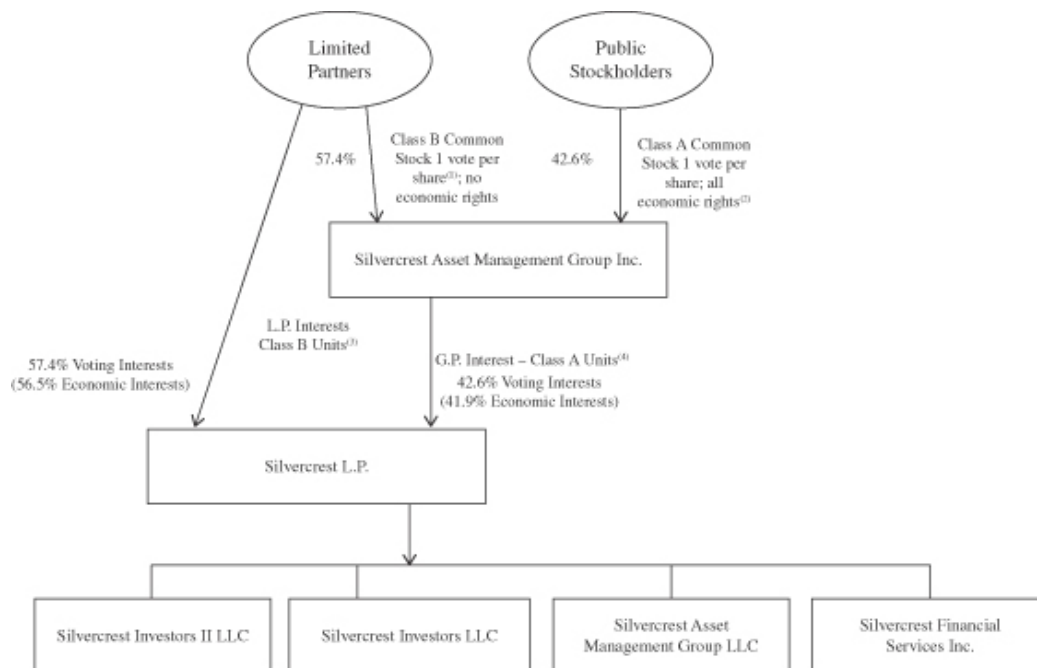 Limited
Partners
Public
Stockholders
57.4%
Class B Common
Stock 1 vote per
share(1); no
economic rights
42.6%
Class A Common
Stock 1 vote per
share; all
economic rights(2)
Silvercrest Asset Management Group Inc.
L.P. Interests
Class B Units(3)
57.4% Voting Interests
(56.5% Economic Interests)
G.P. Interest – Class A Units(4)
42.6% Voting Interests
(41.9% Economic Interests)
Silvercrest L.P.
Silvercrest Investors II LLC
Silvercrest Investors LLC
Silvercrest Asset
Management Group LLC
Silvercrest Financial
Services Inc.